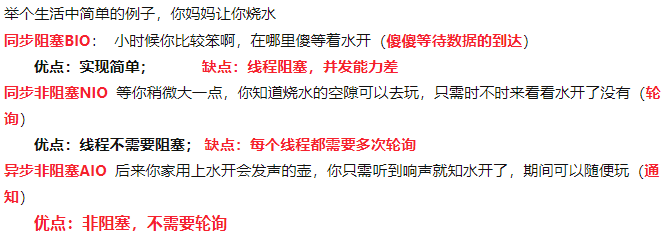 举个生活中简单的例子，你妈妈让你烧水
同步阻塞BIO： 小时候你比较笨啊，在哪里傻等着水开（傻傻等待数据的到达）
优点：实现简单； 缺点：线程阻塞，并发能力差
同步非阻塞NIO 等你稍微大一点，你知道烧水的空隙可以去玩，只需时不时来看看水开了没有（轮
询）
优点：线程不需要阻塞； 缺点：每个线程都需要多次轮询
异步非阻塞AIO 后来你家用上水开会发声的壶，你只需听到响声就知水开了，期间可以随便玩（通
知）
优点：非阻塞，不需要轮询